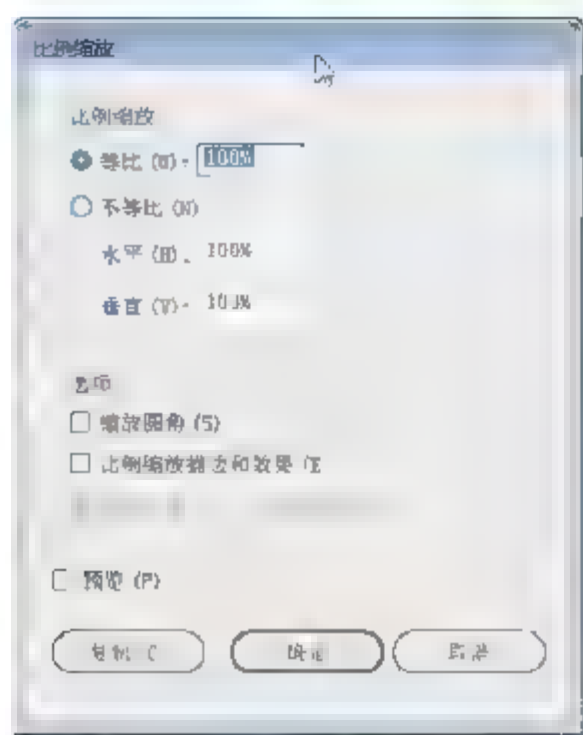 比例缩放
比例缩放
等比 (U): 100%
不等比 (N)
水平 (H): 100%
垂直 (V): 100%
选项
缩放圆角 (S)
比例缩放描边和效果 (E)
预览 (P)
复制 (C)
确定
取消